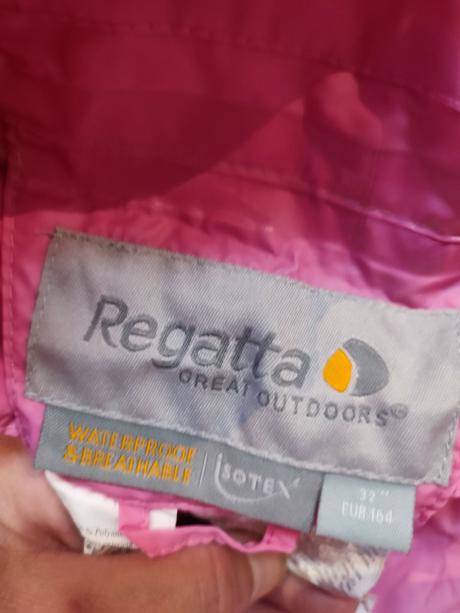 Regatta
GREAT OUTDOORS®
WATERPROOF
& BREATHABLE
ISOTEX
32"
EUR 164